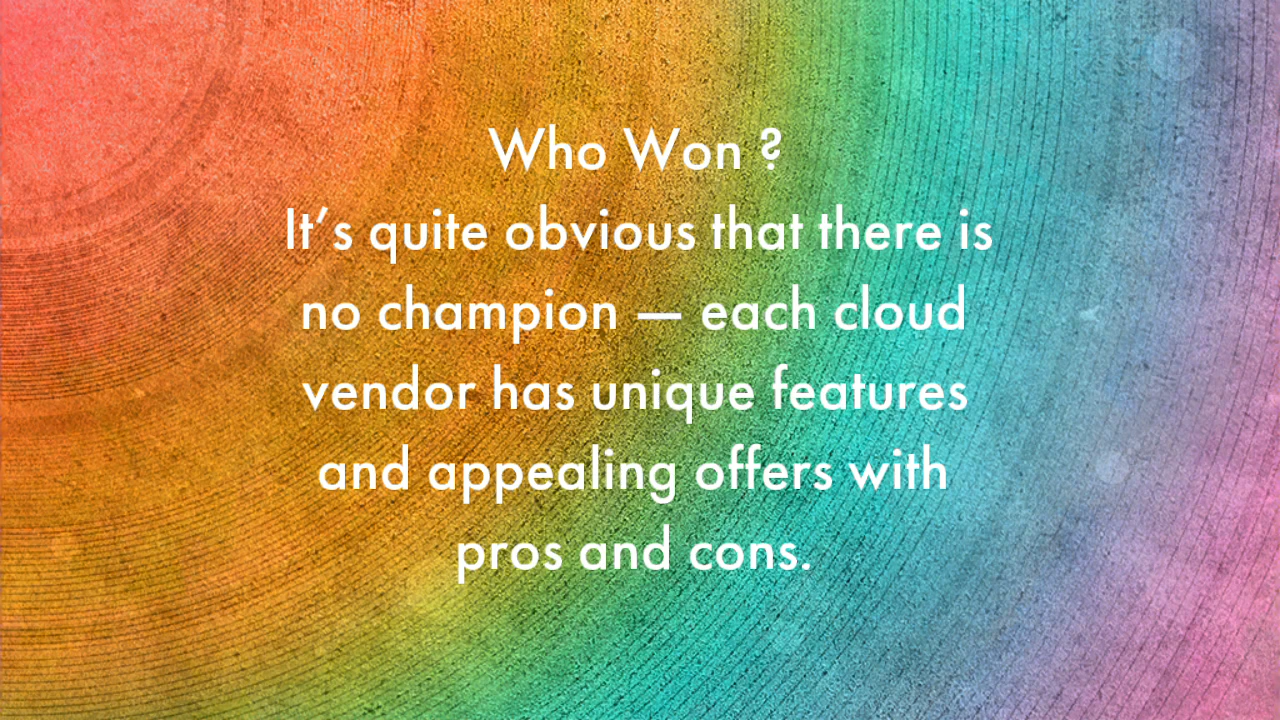 Who Won ?
It’s quite obvious that there is
no champion — each cloud
vendor has unique features
and appealing offers with
pros and cons.